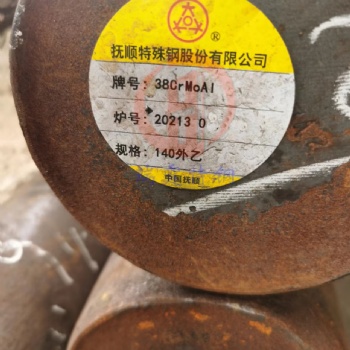 ®
抚顺特殊钢股份有限公司
牌号: 38CrMoAl
炉号: 20213 0
规格: 140外乙
中国抚顺